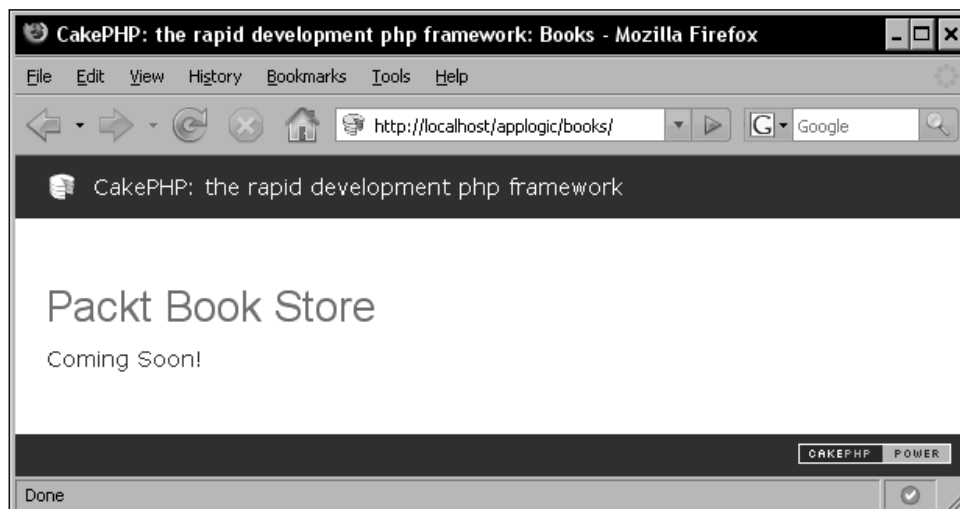 CakePHP: the rapid development php framework: Books - Mozilla Firefox
File Edit View History Bookmarks Tools Help
http://localhost/applogic/books/ G Google
CakePHP: the rapid development php framework
Packt Book Store
Coming Soon!
CAKEPHP POWER
Done